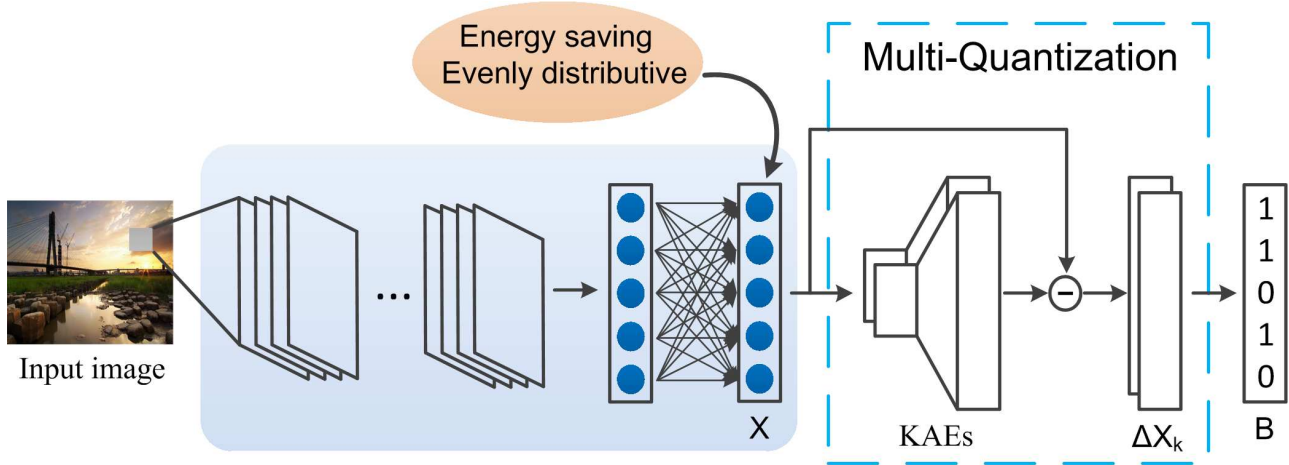 Energy saving
Evenly distributive
Multi-Quantization
Input image
...
X
KAEs
−
ΔXₖ
1
1
0
1
0
B